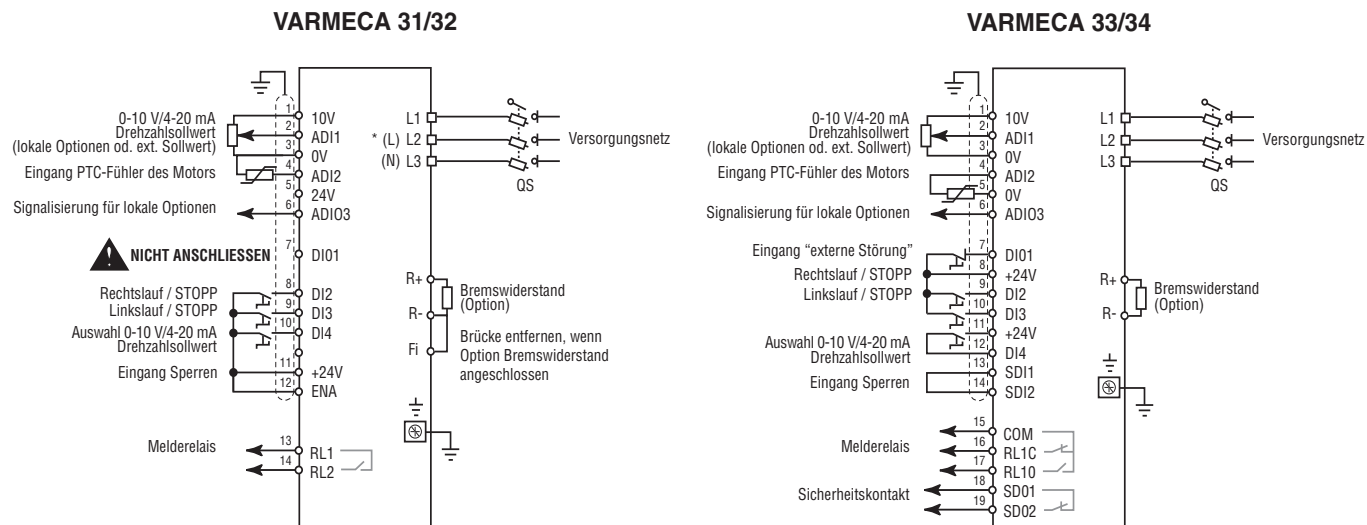 VARMECA 31/32
0-10 V/4-20 mA
Drehzahlsollwert
(lokale Optionen od. ext. Sollwert)
Eingang PTC-Fühler des Motors
Signalisierung für lokale Optionen
NICHT ANSCHLIESSEN
Rechtslauf / STOPP
Linkslauf / STOPP
Auswahl 0-10 V/4-20 mA
Drehzahlsollwert
Eingang Sperren
Melderelais
1 10V
2 ADI1
3 0V
4 ADI2
5 24V
6 ADIO3
7 DI01
8 DI2
9 DI3
10 DI4
11 +24V
12 ENA
13 RL1
14 RL2
L1
* (L) L2
(N) L3
QS
Versorgungsnetz
R+
R-
Fi
Bremswiderstand
(Option)
Brücke entfernen, wenn
Option Bremswiderstand
angeschlossen
VARMECA 33/34
0-10 V/4-20 mA
Drehzahlsollwert
(lokale Optionen od. ext. Sollwert)
Eingang PTC-Fühler des Motors
Signalisierung für lokale Optionen
Eingang “externe Störung”
Rechtslauf / STOPP
Linkslauf / STOPP
Auswahl 0-10 V/4-20 mA
Drehzahlsollwert
Eingang Sperren
Melderelais
Sicherheitskontakt
1 10V
2 ADI1
3 0V
4 ADI2
5 0V
6 ADIO3
7 DI01
8 +24V
9 DI2
10 DI3
11 +24V
12 DI4
13 SDI1
14 SDI2
15 COM
16 RL1C
17 RL10
18 SD01
19 SD02
L1
L2
L3
QS
Versorgungsnetz
R+
R-
Bremswiderstand
(Option)